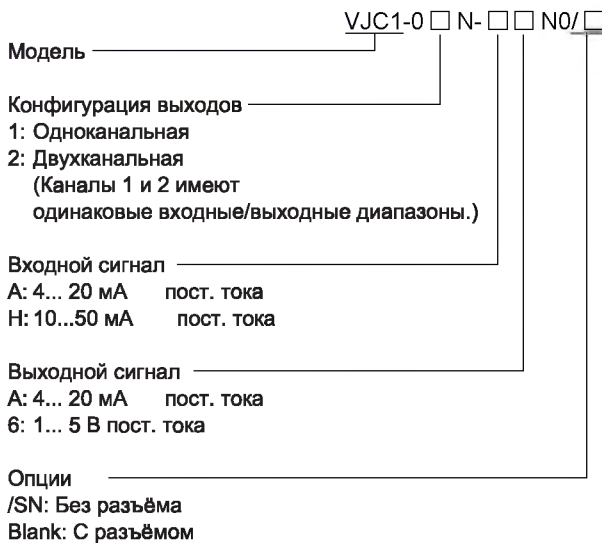 VJC1-0 □ N- □ □ N0/ □
Модель
Конфигурация выходов
1: Одноканальная
2: Двухканальная
(Каналы 1 и 2 имеют
одинаковые входные/выходные диапазоны.)
Входной сигнал
A: 4... 20 мА пост. тока
H: 10...50 мА пост. тока
Выходной сигнал
A: 4... 20 мА пост. тока
6: 1... 5 В пост. тока
Опции
/SN: Без разъёма
Blank: С разъёмом